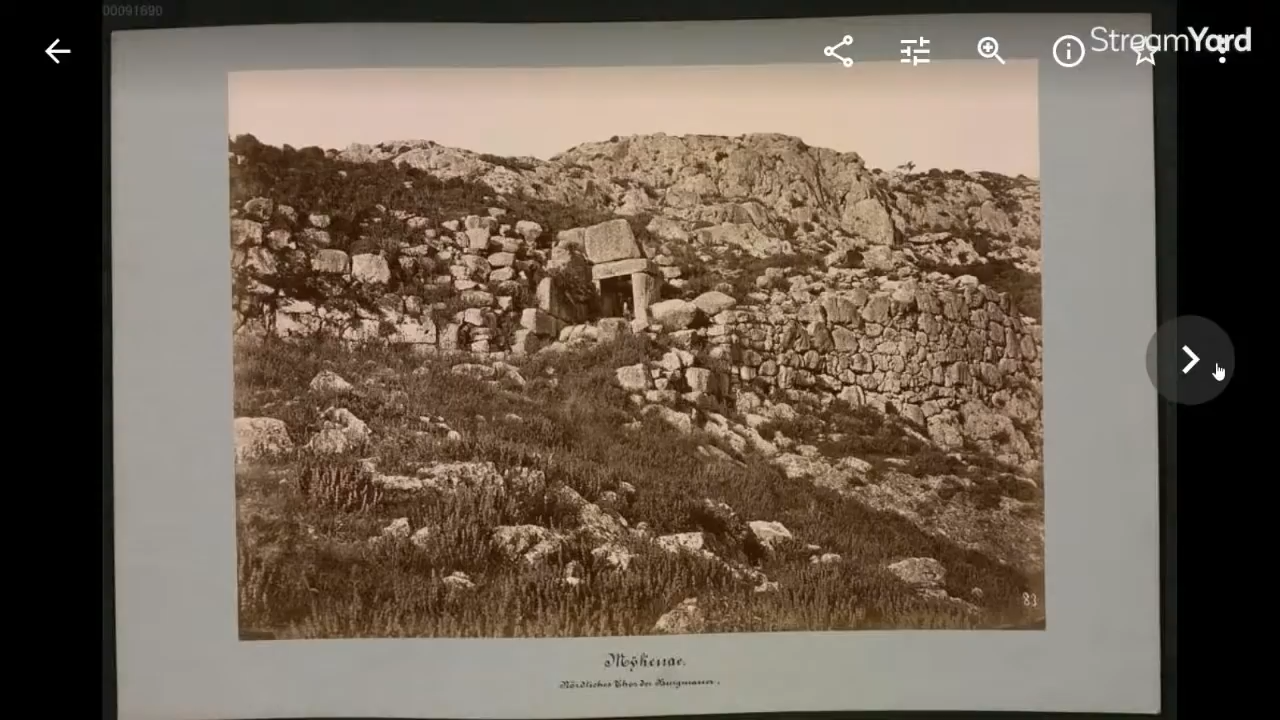 00091690
StreamYard
83
Mykenae.
Nördliches Thor der Burgmauer.